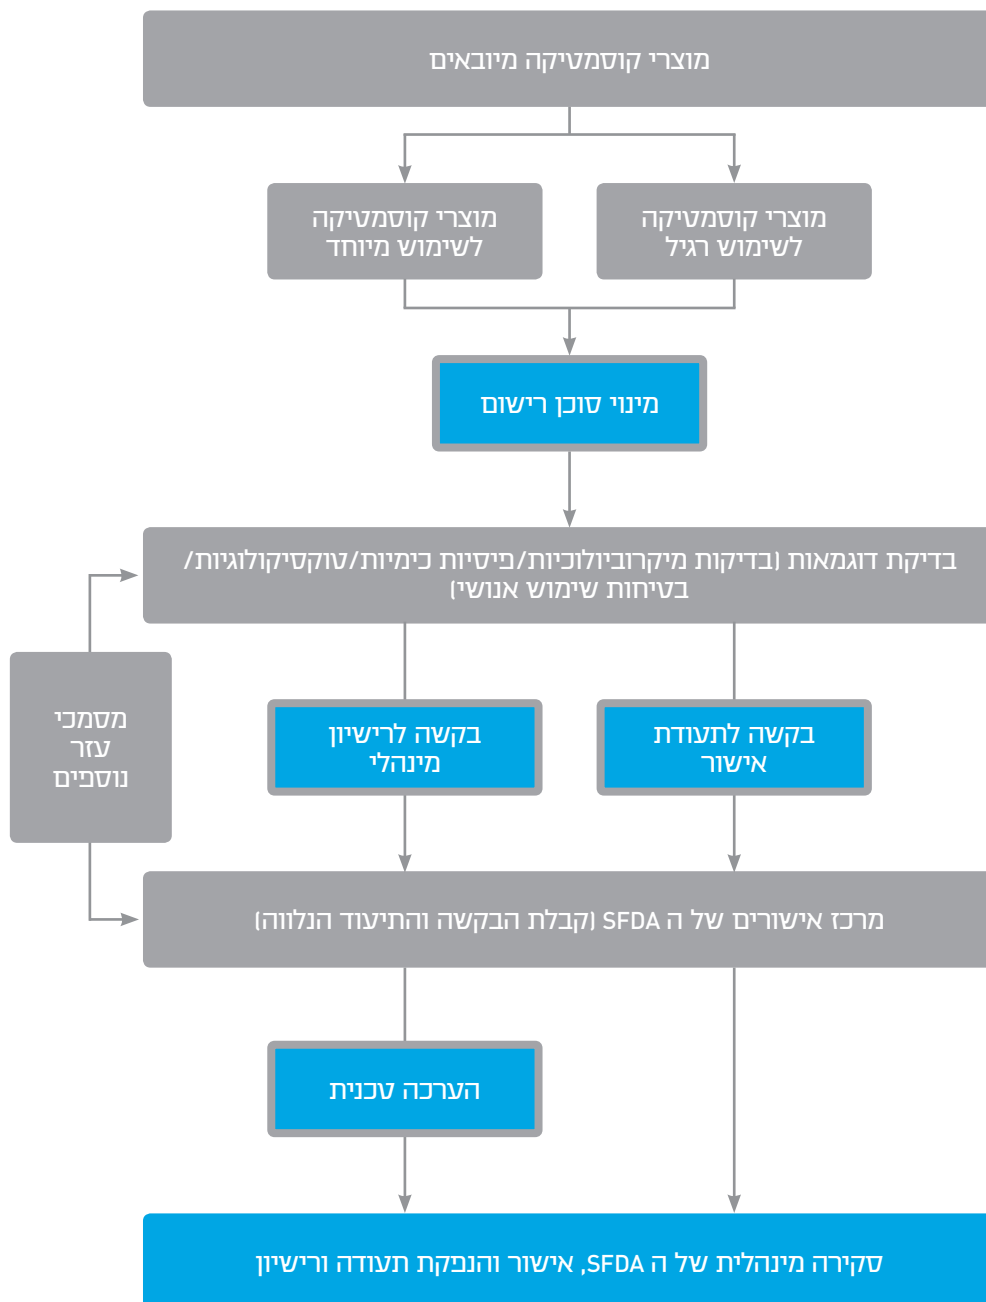 מוצרי קוסמטיקה מיובאים
מוצרי קוסמטיקה
לשימוש רגיל
מוצרי קוסמטיקה
לשימוש מיוחד
מינוי סוכן רישום
בדיקת דוגמאות (בדיקות מיקרוביולוכיות/פיסיות כימיות/טוקסיקולוגיות/
בטיחות שימוש אנושי)
מסמכי
עזר
נוספים
בקשה לתעודת
אישור
בקשה לרישיון
מינהלי
מרכז אישורים של ה SFDA (קבלת הבקשה והתיעוד הנלווה)
הערכה טכנית
סקירה מינהלית של ה SFDA, אישור והנפקת תעודה ורישיון